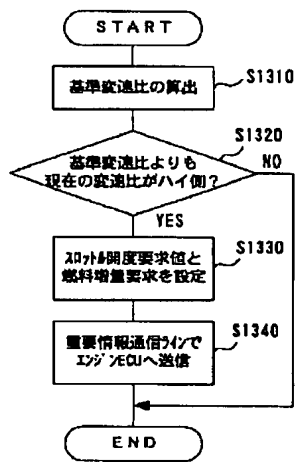 START
S1310
基準変速比の算出
S1320
基準変速比よりも
現在の変速比がハイ側?
NO
YES
S1330
スロットル開度要求値と
燃料増量要求を設定
S1340
重要情報通信ラインで
エンジンECUへ送信
END